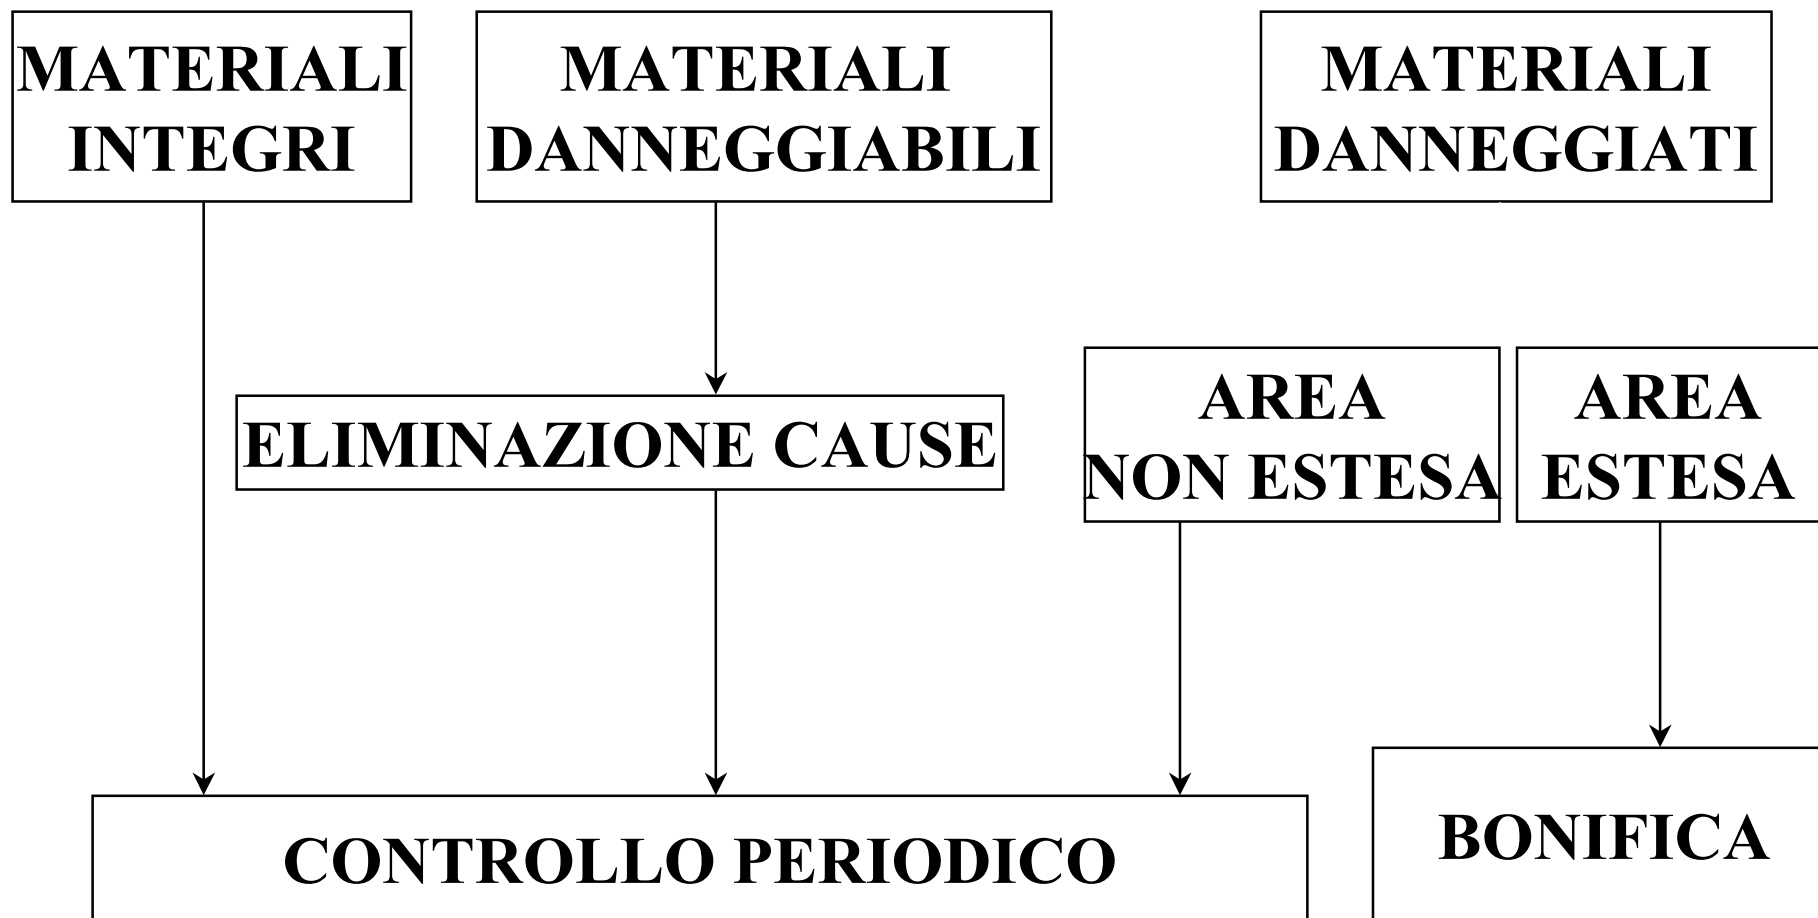 MATERIALI
INTEGRI
MATERIALI
DANNEGGIABILI
MATERIALI
DANNEGGIATI
ELIMINAZIONE CAUSE
AREA
NON ESTESA
AREA
ESTESA
CONTROLLO PERIODICO
BONIFICA